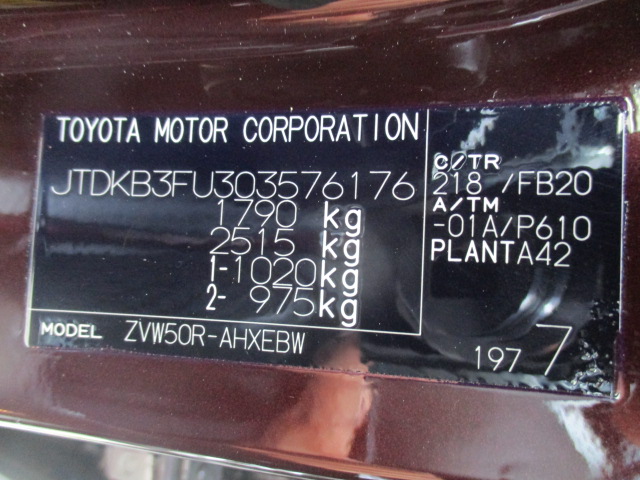 TOYOTA MOTOR CORPORATION
JTDKB3FU303576176
1790 kg
2515 kg
1-1020kg
2- 975kg
C/TR
218 /FB20
A/TM
-01A/P610
PLANTA42
MODEL ZVW50R-AHXEBW
197 7